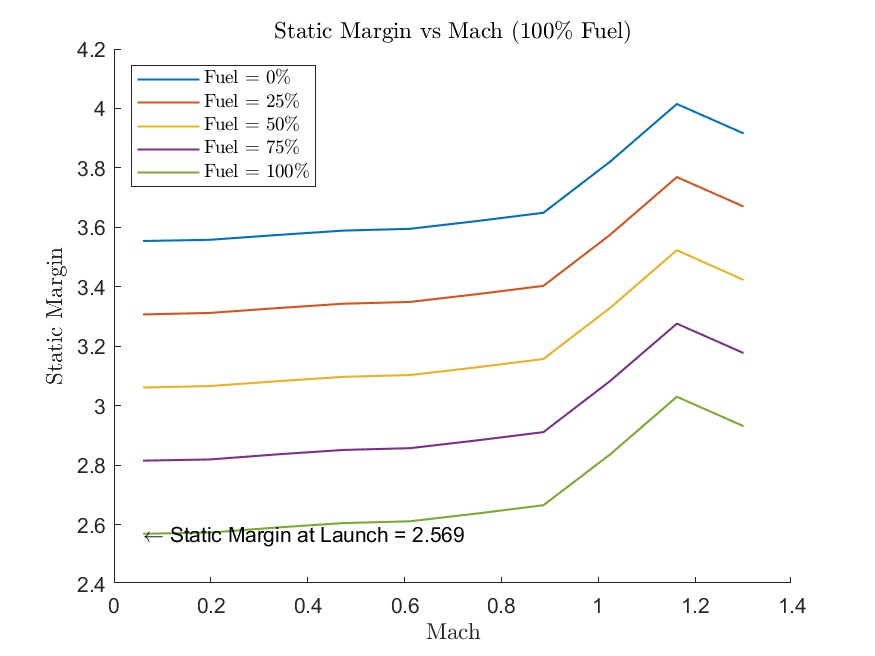 Static Margin vs Mach (100% Fuel)
4.2
4
3.8
3.6
3.4
3.2
3
2.8
2.6
2.4
Static Margin
Fuel = 0%
Fuel = 25%
Fuel = 50%
Fuel = 75%
Fuel = 100%
← Static Margin at Launch = 2.569
0 0.2 0.4 0.6 0.8 1 1.2 1.4
Mach